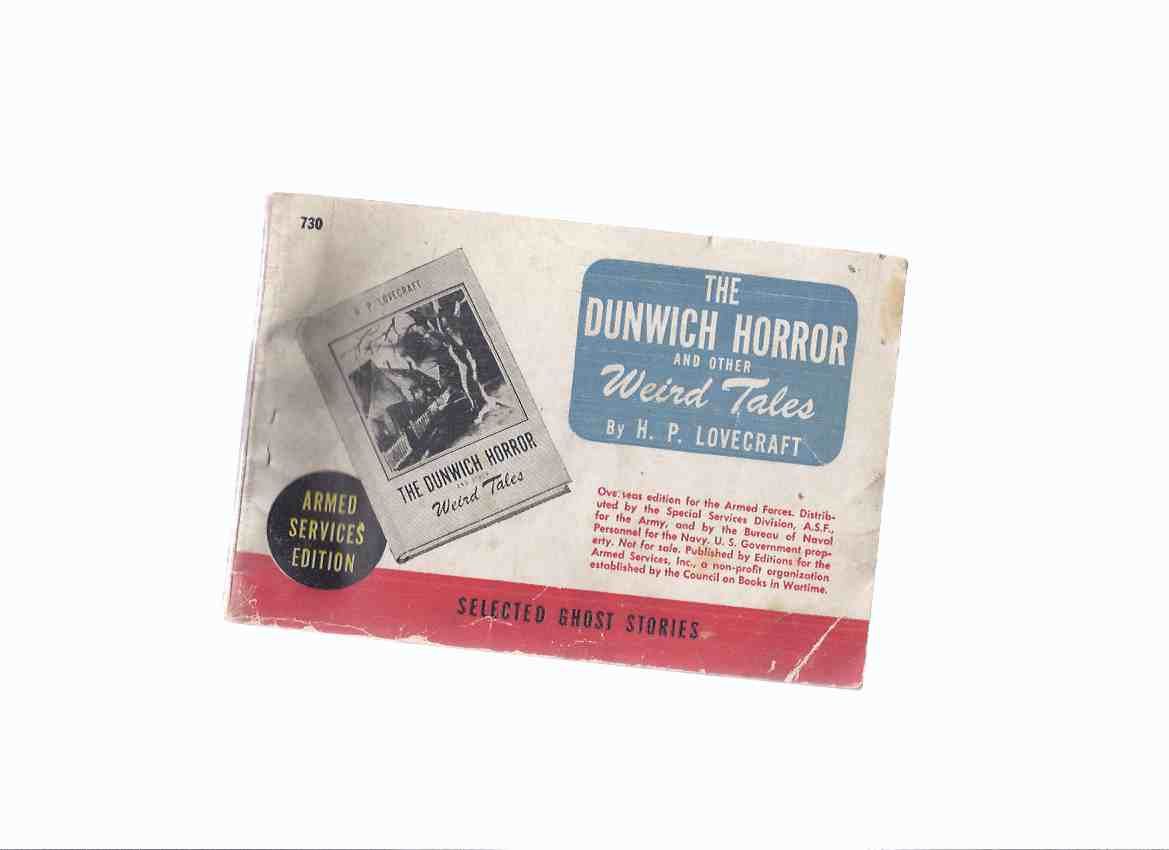 730
H. P. LOVECRAFT
THE DUNWICH HORROR
AND OTHER
Weird Tales
ARMED
SERVICES
EDITION
THE
DUNWICH HORROR
AND OTHER
Weird Tales
By H. P. LOVECRAFT
Overseas edition for the Armed Forces. Distrib-
uted by the Special Services Division, A.S.F.,
for the Army, and by the Bureau of Naval
Personnel for the Navy. U. S. Government prop-
erty. Not for sale. Published by Editions for the
Armed Services, Inc., a non-profit organization
established by the Council on Books in Wartime.
SELECTED GHOST STORIES